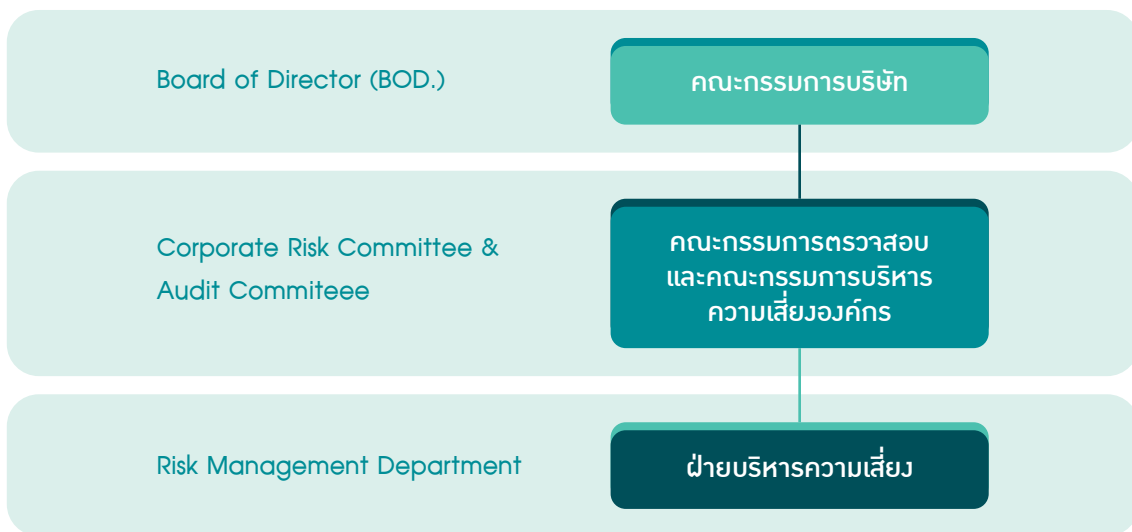 Board of Director (BOD.)
คณะกรรมการบริษัท
Corporate Risk Committee &
Audit Commiteee
คณะกรรมการตรวจสอบ
และคณะกรรมการบริหาร
ความเสี่ยงองค์กร
Risk Management Department
ฝ่ายบริหารความเสี่ยง